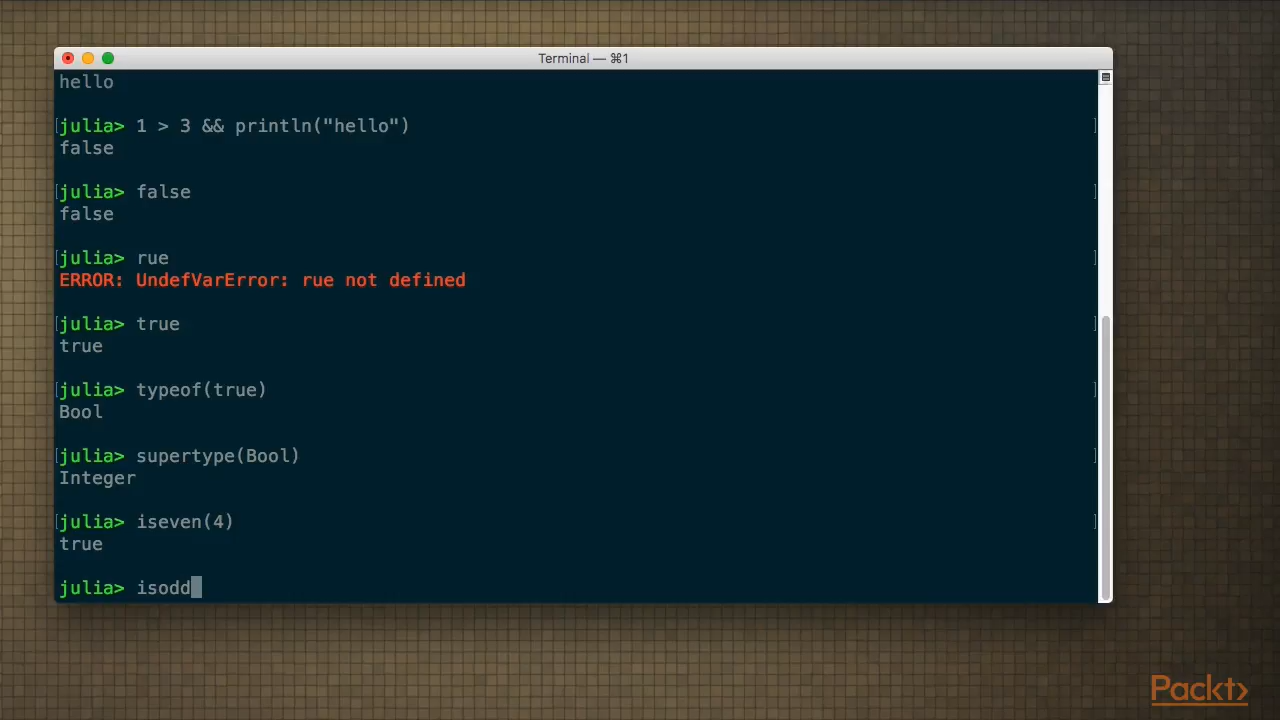 Terminal — ⌘1
hello
julia> 1 > 3 && println("hello")
false
julia> false
false
julia> rue
ERROR: UndefVarError: rue not defined
julia> true
true
julia> typeof(true)
Bool
julia> supertype(Bool)
Integer
julia> iseven(4)
true
julia> isodd
Packt>